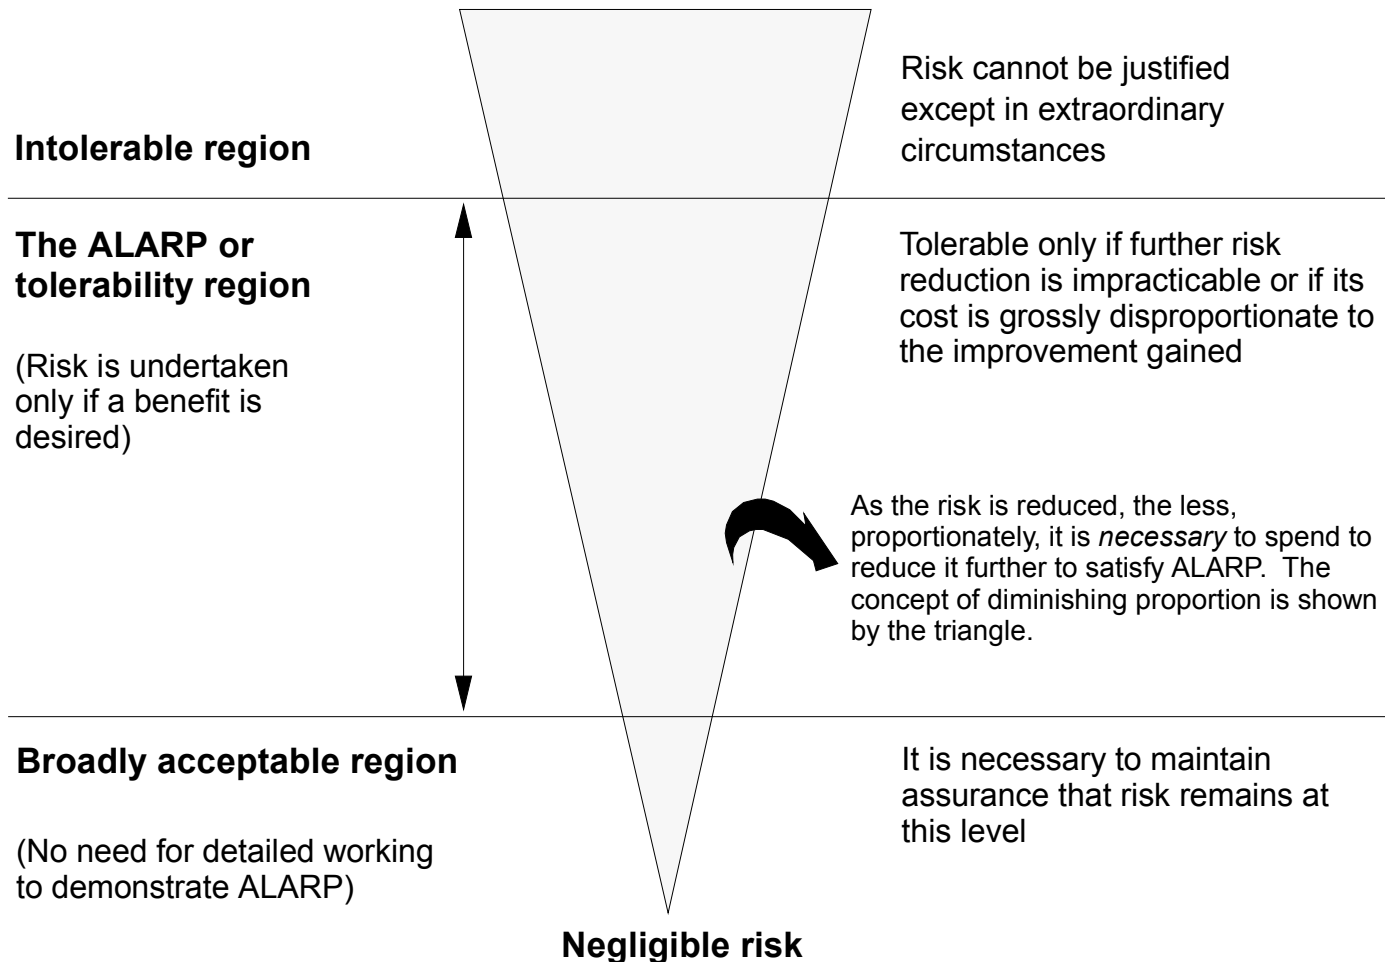 Risk cannot be justified
except in extraordinary
circumstances
Intolerable region
The ALARP or
tolerability region
(Risk is undertaken
only if a benefit is
desired)
Tolerable only if further risk
reduction is impracticable or if its
cost is grossly disproportionate to
the improvement gained
As the risk is reduced, the less,
proportionately, it is necessary to spend to
reduce it further to satisfy ALARP. The
concept of diminishing proportion is shown
by the triangle.
Broadly acceptable region
(No need for detailed working
to demonstrate ALARP)
It is necessary to maintain
assurance that risk remains at
this level
Negligible risk